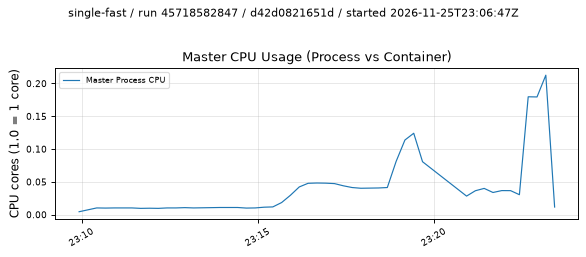 single-fast / run 45718582847 / d42d0821651d / started 2026-11-25T23:06:47Z
Master CPU Usage (Process vs Container)
Master Process CPU
CPU cores (1.0 = 1 core)
0.20
0.15
0.10
0.05
0.00
23:10
23:15
23:20